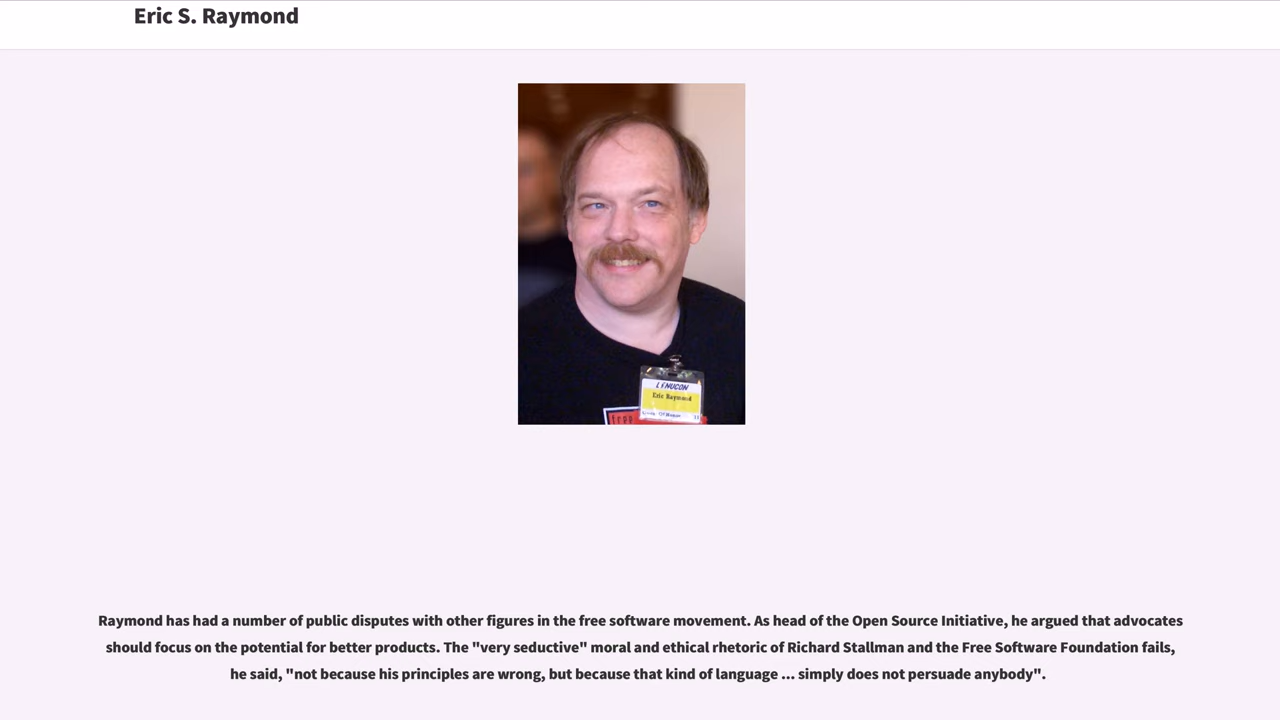 Eric S. Raymond
LINUCON
Eric Raymond
Raymond has had a number of public disputes with other figures in the free software movement. As head of the Open Source Initiative, he argued that advocates
should focus on the potential for better products. The "very seductive" moral and ethical rhetoric of Richard Stallman and the Free Software Foundation fails,
he said, "not because his principles are wrong, but because that kind of language ... simply does not persuade anybody".